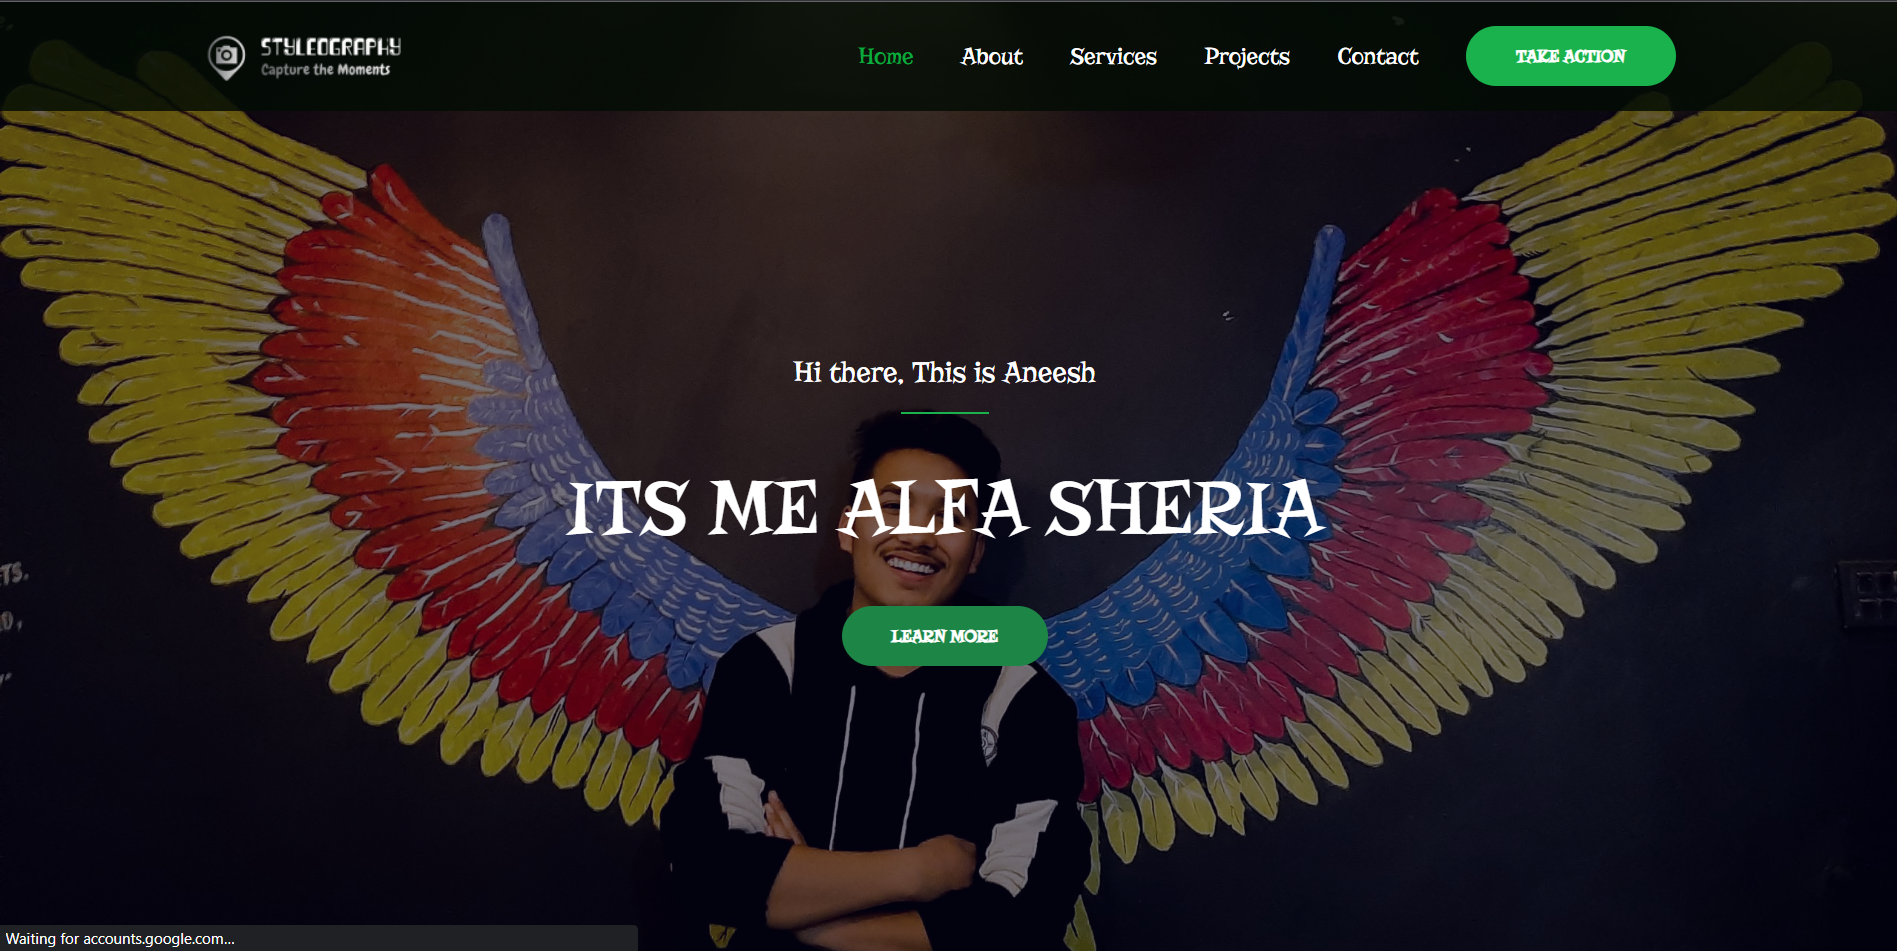 STYLEOGRAPHY
Capture the Moments
Home About Services Projects Contact TAKE ACTION
Hi there, This is Aneesh
ITS ME ALFA SHERIA
LEARN MORE
Waiting for accounts.google.com...